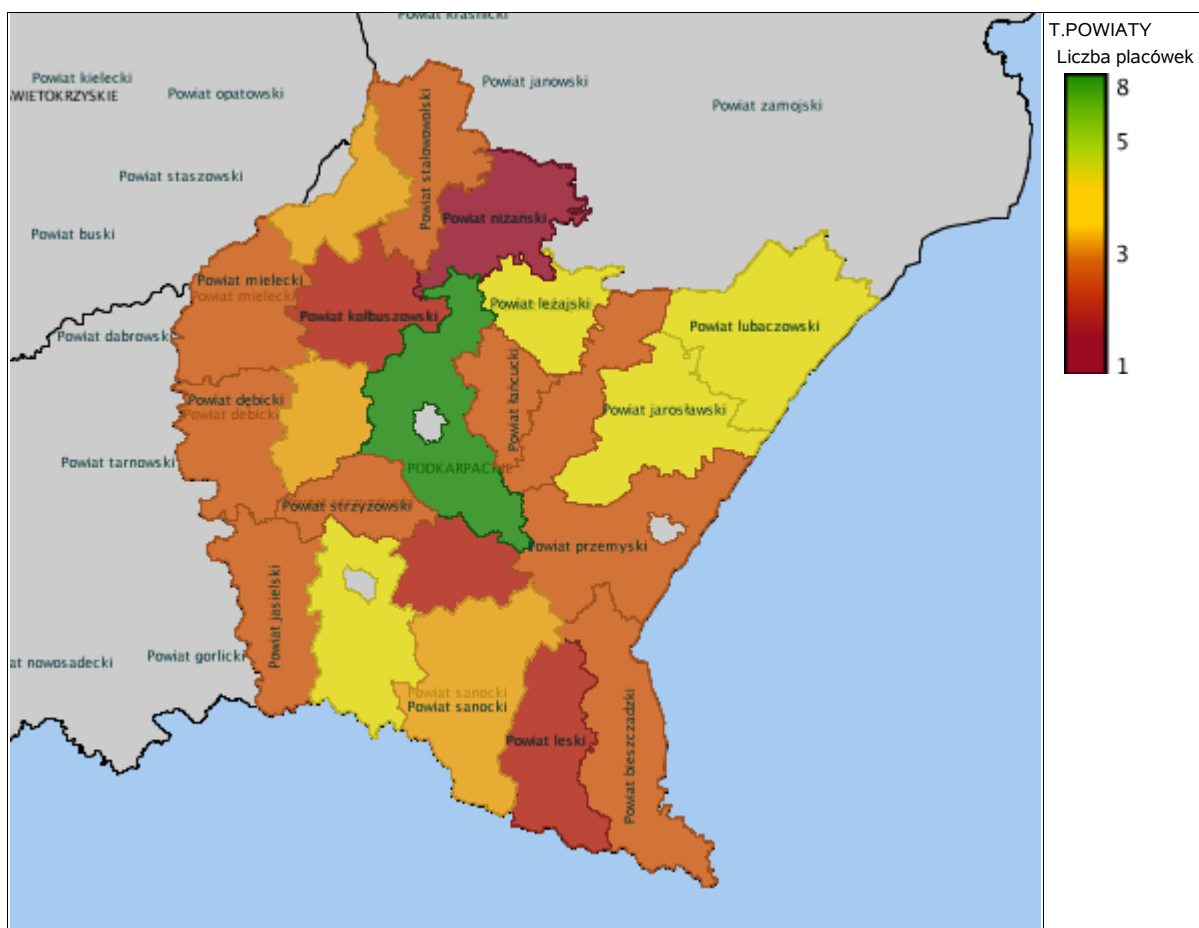 Powiat kraśnicki
T.POWIATY
Liczba placówek
8
5
3
1
Powiat kielecki
WIETOKRZYSKIE
Powiat opatowski
Powiat janowski
Powiat zamojski
Powiat stalowowolski
Powiat staszowski
Powiat niżański
Powiat buski
Powiat mielecki
Powiat mielecki
Powiat leżajski
Powiat kolbuszowski
Powiat lubaczowski
Powiat dąbrowski
Powiat dębicki
Powiat dębicki
Powiat łańcucki
Powiat jarosławski
Powiat tarnowski
PODKARPACKIE
Powiat strzyżowski
Powiat przemyski
Powiat jasielski
at nowosądecki
Powiat gorlicki
Powiat sanocki
Powiat sanocki
Powiat leski
Powiat bieszczadzki